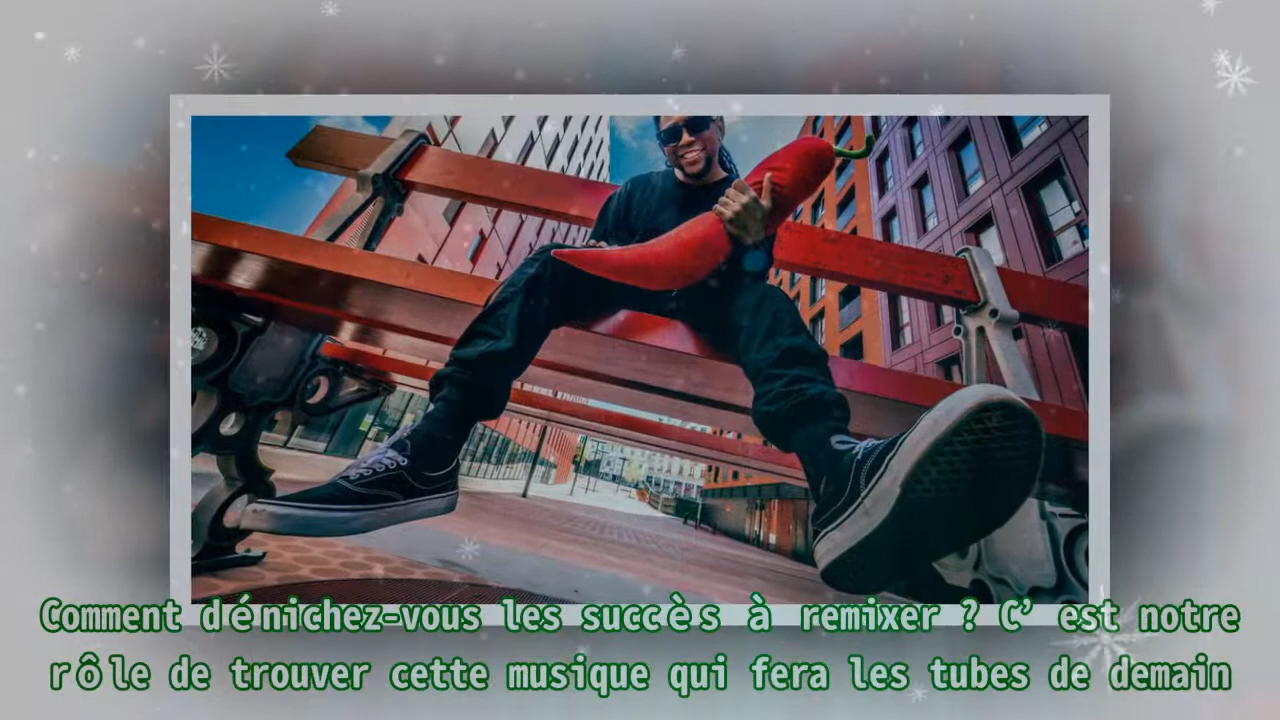 Comment dénichez-vous les succès à remixer ? C’ est notre
rôle de trouver cette musique qui fera les tubes de demain